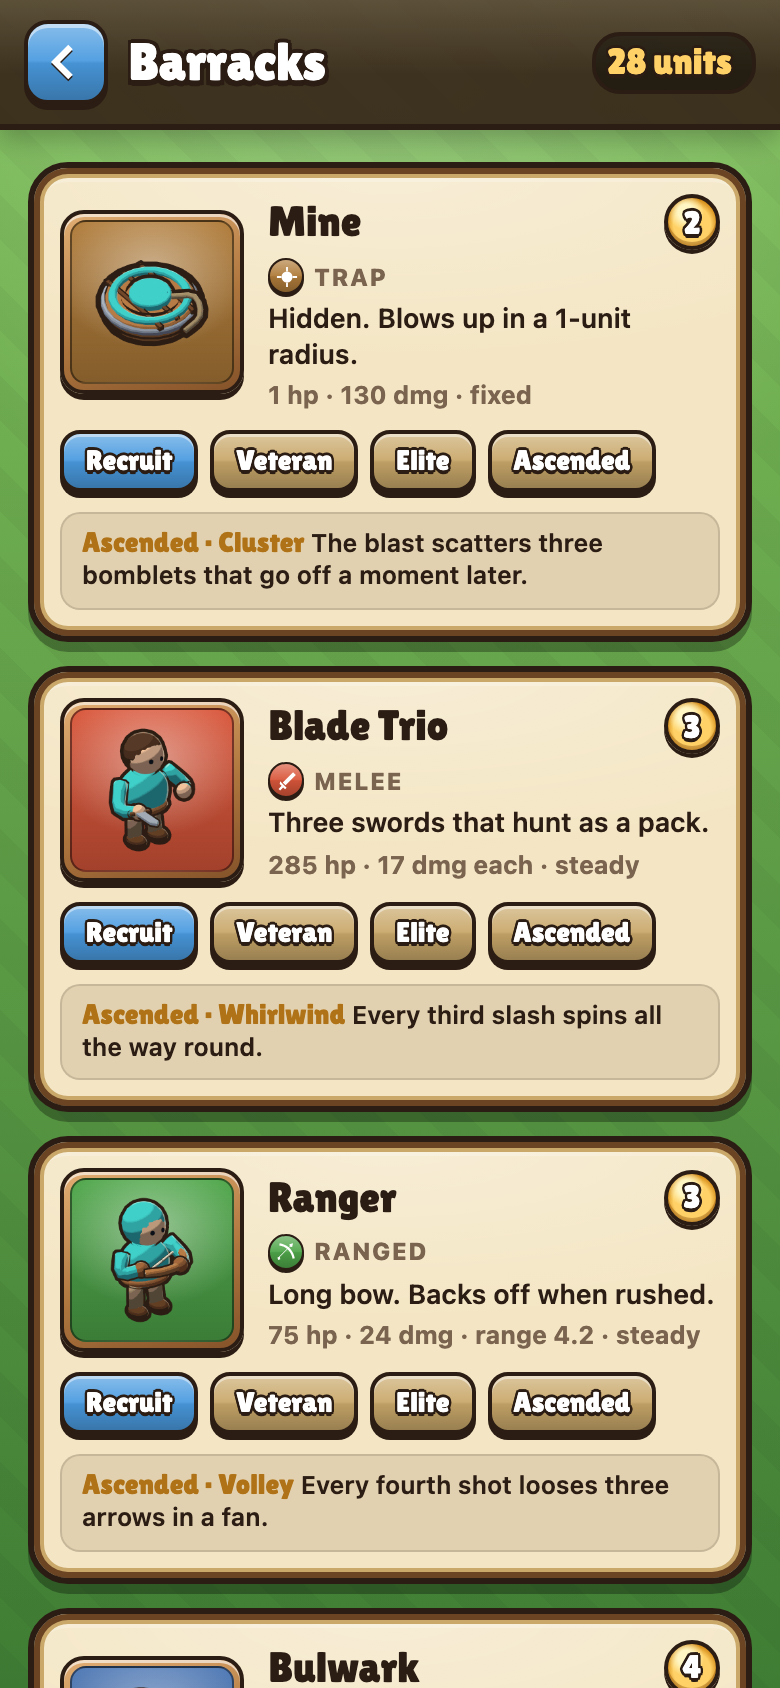 Barracks
28 units
Mine
2
TRAP
Hidden. Blows up in a 1-unit
radius.
1 hp · 130 dmg · fixed
Recruit
Veteran
Elite
Ascended
Ascended · Cluster The blast scatters three
bomblets that go off a moment later.
Blade Trio
3
MELEE
Three swords that hunt as a pack.
285 hp · 17 dmg each · steady
Recruit
Veteran
Elite
Ascended
Ascended · Whirlwind Every third slash spins all
the way round.
Ranger
3
RANGED
Long bow. Backs off when rushed.
75 hp · 24 dmg · range 4.2 · steady
Recruit
Veteran
Elite
Ascended
Ascended · Volley Every fourth shot looses three
arrows in a fan.
Bulwark
4